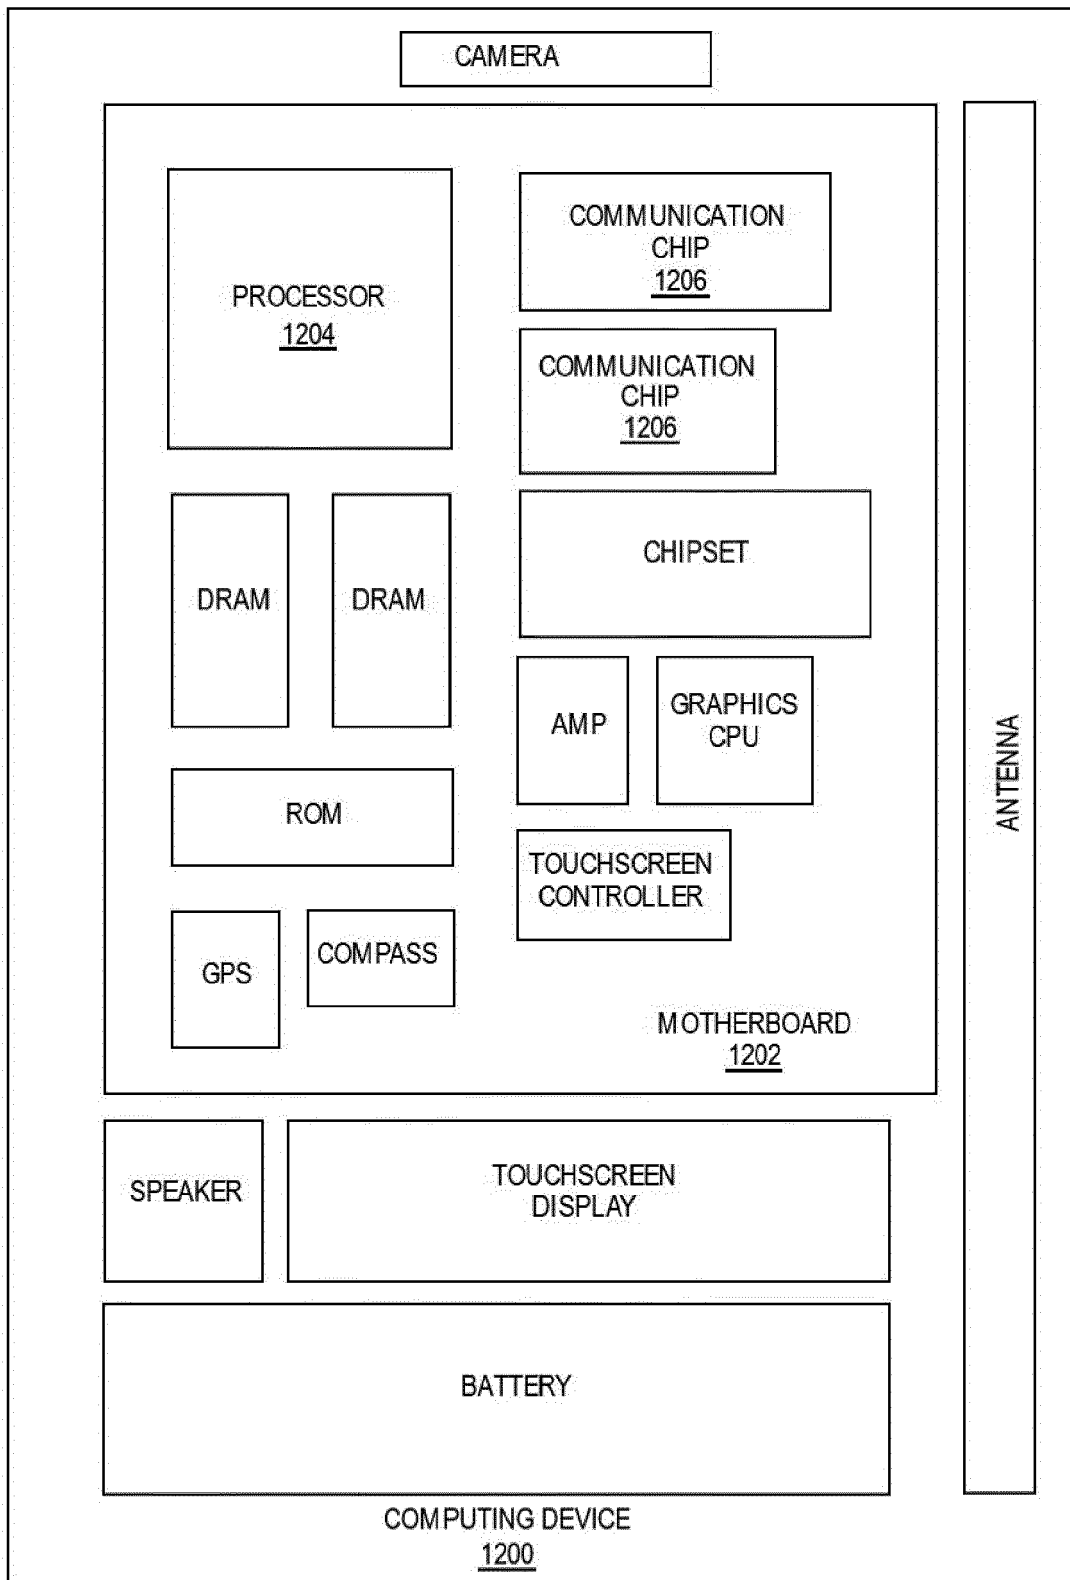 CAMERA
PROCESSOR
1204
COMMUNICATION
CHIP
1206
COMMUNICATION
CHIP
1206
DRAM
DRAM
CHIPSET
AMP
GRAPHICS
CPU
ROM
TOUCHSCREEN
CONTROLLER
GPS
COMPASS
MOTHERBOARD
1202
ANTENNA
SPEAKER
TOUCHSCREEN
DISPLAY
BATTERY
COMPUTING DEVICE
1200